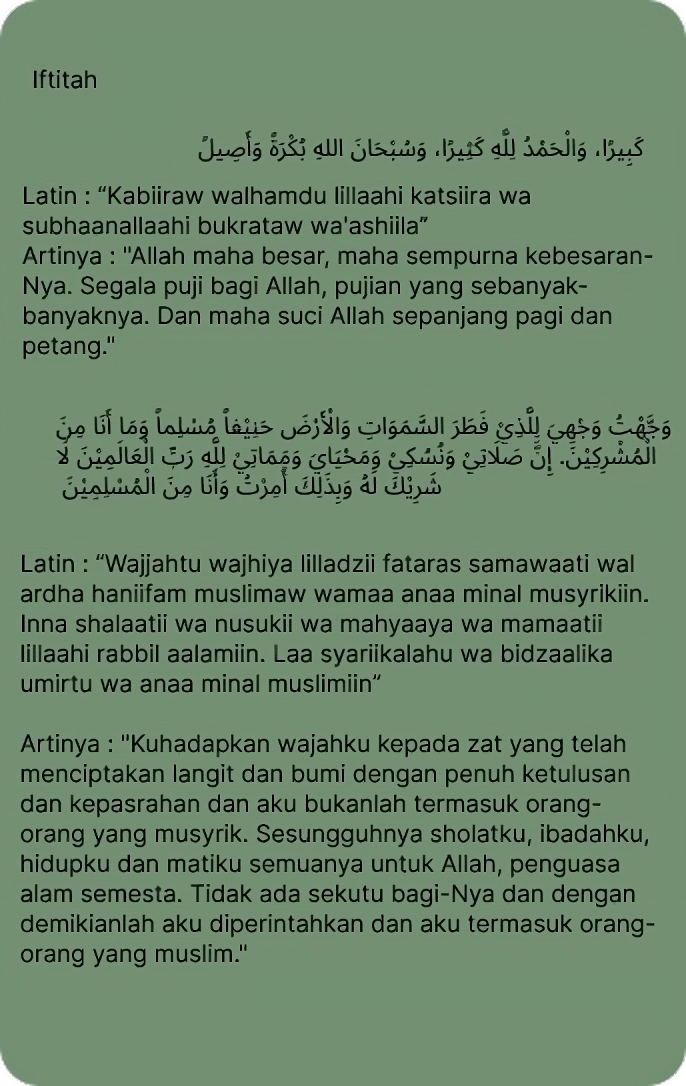 Iftitah
كَبِيرًا، وَالْحَمْدُ لِلَّهِ كَثِيرًا، وَسُبْحَانَ اللهِ بُكْرَةً وَأَصِيلً
Latin : “Kabiiraw walhamdu lillaahi katsiira wa
subhaanallaahi bukrataw wa'ashiila”
Artinya : "Allah maha besar, maha sempurna kebesaran-
Nya. Segala puji bagi Allah, pujian yang sebanyak-
banyaknya. Dan maha suci Allah sepanjang pagi dan
petang."
وَجَّهْتُ وَجْهِيَ لِلَّذِيْ فَطَرَ السَّمَوَاتِ وَالْأَرْضَ حَنِيْفاً مُسْلِماً وَمَا أَنَا مِنَ
الْمُشْرِكِيْنَ. إِنَّ صَلَاتِيْ وَنُسُكِيْ وَمَحْيَايَ وَمَمَاتِيْ لِلَّهِ رَبِّ الْعَالَمِيْنَ لَا
شَرِيْكَ لَهُ وَبِذَلِكَ أُمِرْتُ وَأَنَا مِنَ الْمُسْلِمِيْنَ
Latin : “Wajjahtu wajhiya lilladzii fataras samawaati wal
ardha haniifam muslimaw wamaa anaa minal musyrikiin.
Inna shalaatii wa nusukii wa mahyaaya wa mamaatii
lillaahi rabbil aalamiin. Laa syariikalahu wa bidzaalika
umirtu wa anaa minal muslimiin”
Artinya : "Kuhadapkan wajahku kepada zat yang telah
menciptakan langit dan bumi dengan penuh ketulusan
dan kepasrahan dan aku bukanlah termasuk orang-
orang yang musyrik. Sesungguhnya sholatku, ibadahku,
hidupku dan matiku semuanya untuk Allah, penguasa
alam semesta. Tidak ada sekutu bagi-Nya dan dengan
demikianlah aku diperintahkan dan aku termasuk orang-
orang yang muslim."